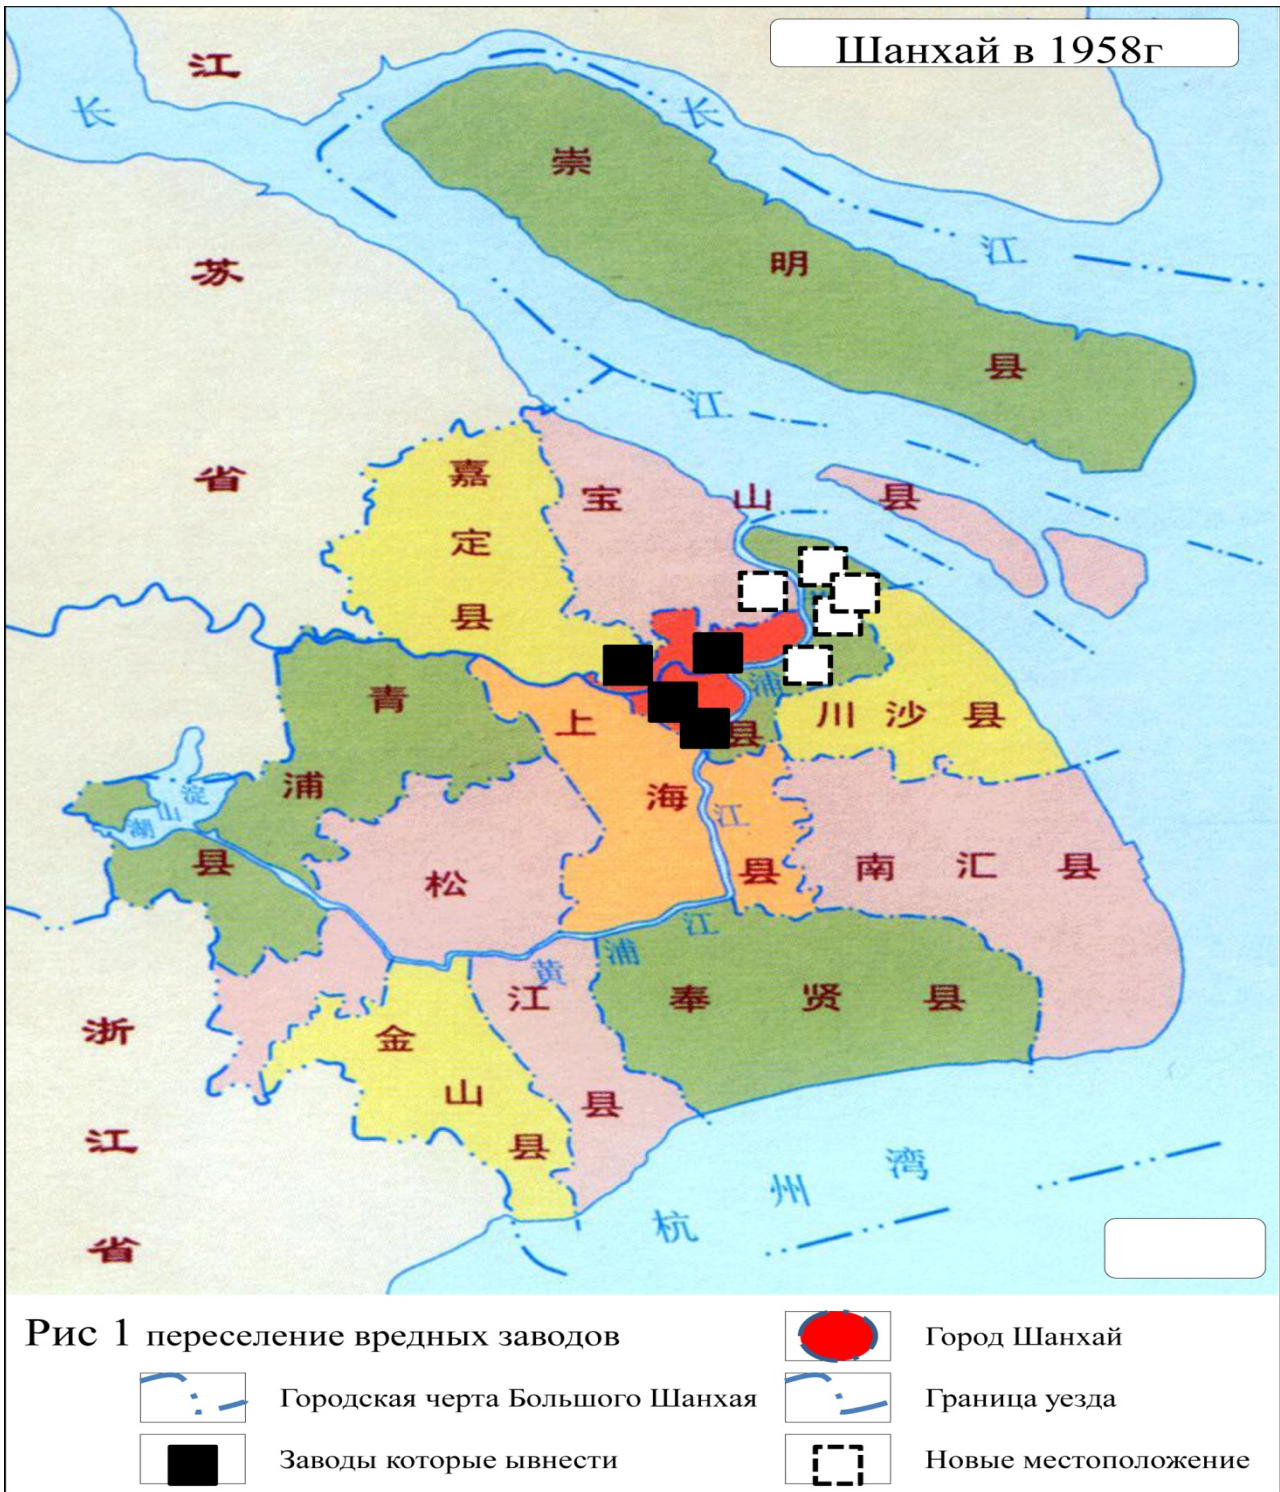 Шанхай в 1958г
江
长
长
崇
江
明
苏
县
江
嘉
省
宝 山 县
定
县
青
浦
上
川 沙 县
县
浦
淀
海
山
江
湖
县
县
南 汇 县
松
江
浦
黄
江
奉 贤 县
浙
金
山
县
江
县
湾
州
杭
省
Рис 1 переселение вредных заводов
Город Шанхай
Городская черта Большого Шанхая
Граница уезда
Заводы которые ывнести
Новые местоположение